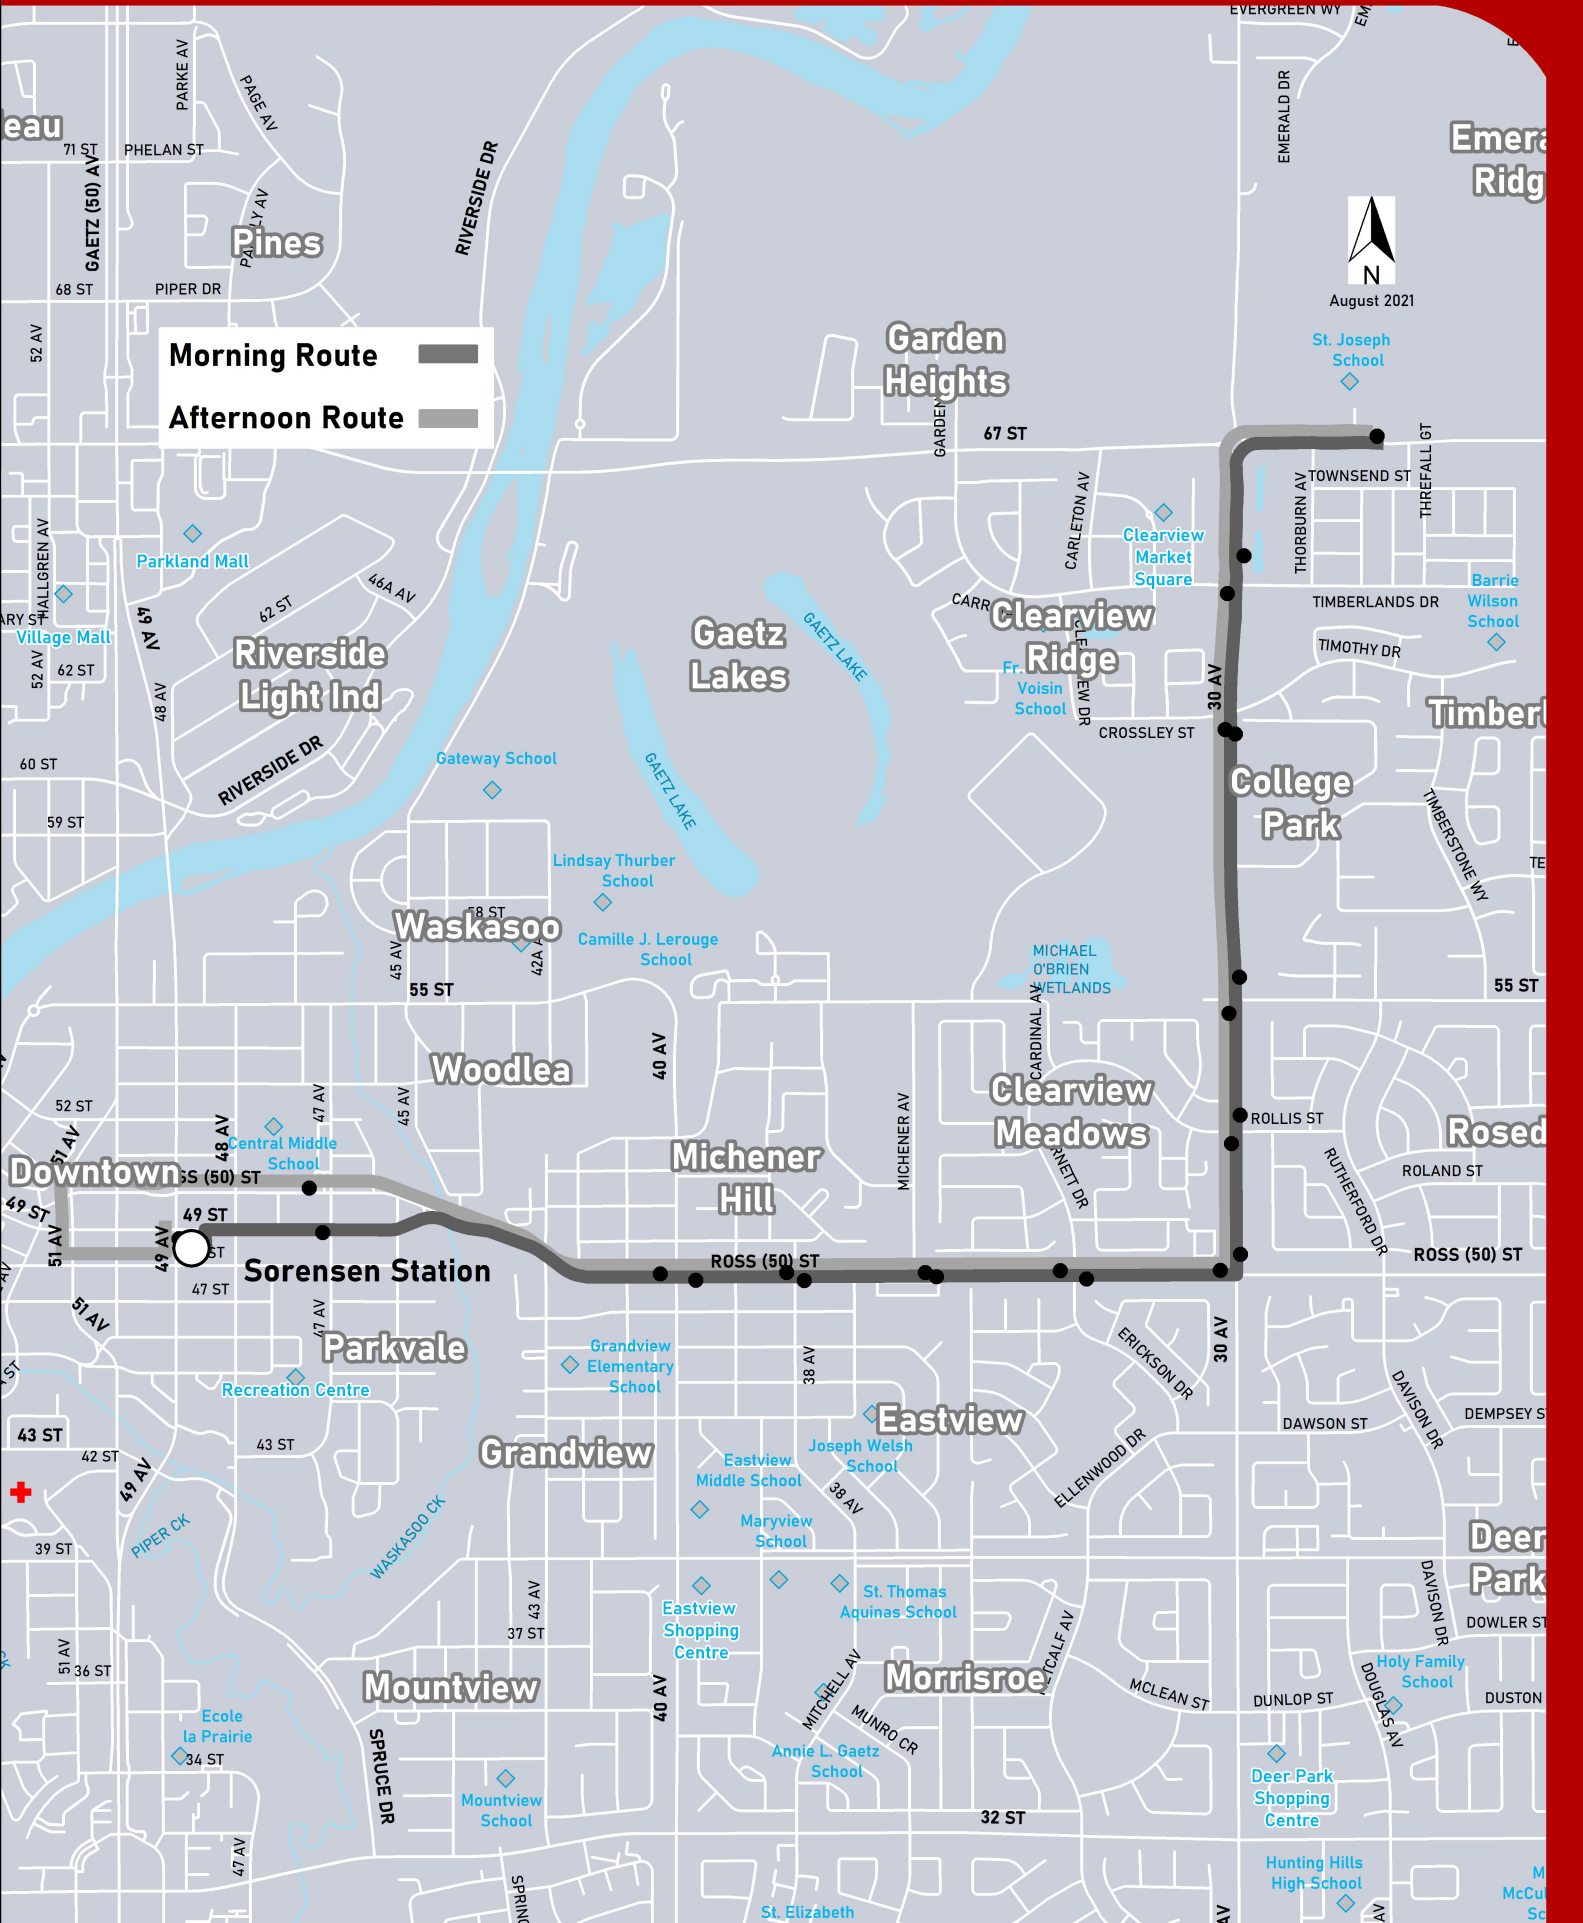 EVERGREEN WY
PARKE AV
PAGE AV
EMERALD DR
eau
71 ST
PHELAN ST
GAETZ (50) AV
RIVERSIDE DR
Pines
68 ST
PIPER DR
52 AV
N
August 2021
Morning Route
Afternoon Route
St. Joseph
School
Garden
Heights
67 ST
THREFALL GT
TOWNSEND ST
THORBURN AV
CARLETON AV
Clearview
Market
Square
HALLGREN AV
Parkland Mall
46A AV
62 ST
49 AV
Village Mall
52 AV
62 ST
48 AV
Riverside
Light Ind
RIVERSIDE DR
60 ST
59 ST
Gaetz
Lakes
GAETZ LAKE
GAETZ LAKE
Clearview
Ridge
Voisin
School
CROSSLEY ST
30 AV
TIMBERLANDS DR
Barrie
Wilson
School
TIMOTHY DR
College
Park
TIMBERSTONE WY
Gateway School
Lindsay Thurber
School
58 ST
Waskasoo
Camille J. Lerouge
School
45 AV
55 ST
MICHAEL
O'BRIEN
WETLANDS
55 ST
CARDINAL AV
40 AV
Woodlea
Clearview
Meadows
MICHENER AV
ROLLIS ST
52 ST
47 AV
45 AV
48 AV
51 AV
Central Middle
School
Downtown
SS (50) ST
Michener
Hill
RUTHERFORD DR
ROLAND ST
49 ST
49 ST
51 AV
49 AV
ST
Sorensen Station
47 ST
ROSS (50) ST
ROSS (50) ST
51 AV
47 AV
Parkvale
Recreation Centre
Grandview
Elementary
School
38 AV
30 AV
ERICKSON DR
DAVISON DR
Eastview
DAWSON ST
43 ST
42 ST
43 ST
49 AV
Grandview
Joseph Welsh
School
Eastview
Middle School
38 AV
ELLENWOOD DR
Maryview
School
PIPER CK
WASKASOO CK
39 ST
Deer
Park
DAVISON DR
43 AV
37 ST
Eastview
Shopping
Centre
St. Thomas
Aquinas School
DOWLER ST
51 AV
36 ST
Mountview
40 AV
MITCHELL AV
Morrisroe
MCLEAN ST
DUNLOP ST
DOUGLAS AV
Holy Family
School
DUSTON
Ecole
la Prairie
34 ST
SPRUCE DR
MUNRO CR
Annie L. Gaetz
School
Mountview
School
32 ST
Deer Park
Shopping
Centre
47 AV
Hunting Hills
High School
St. Elizabeth
AV
AV